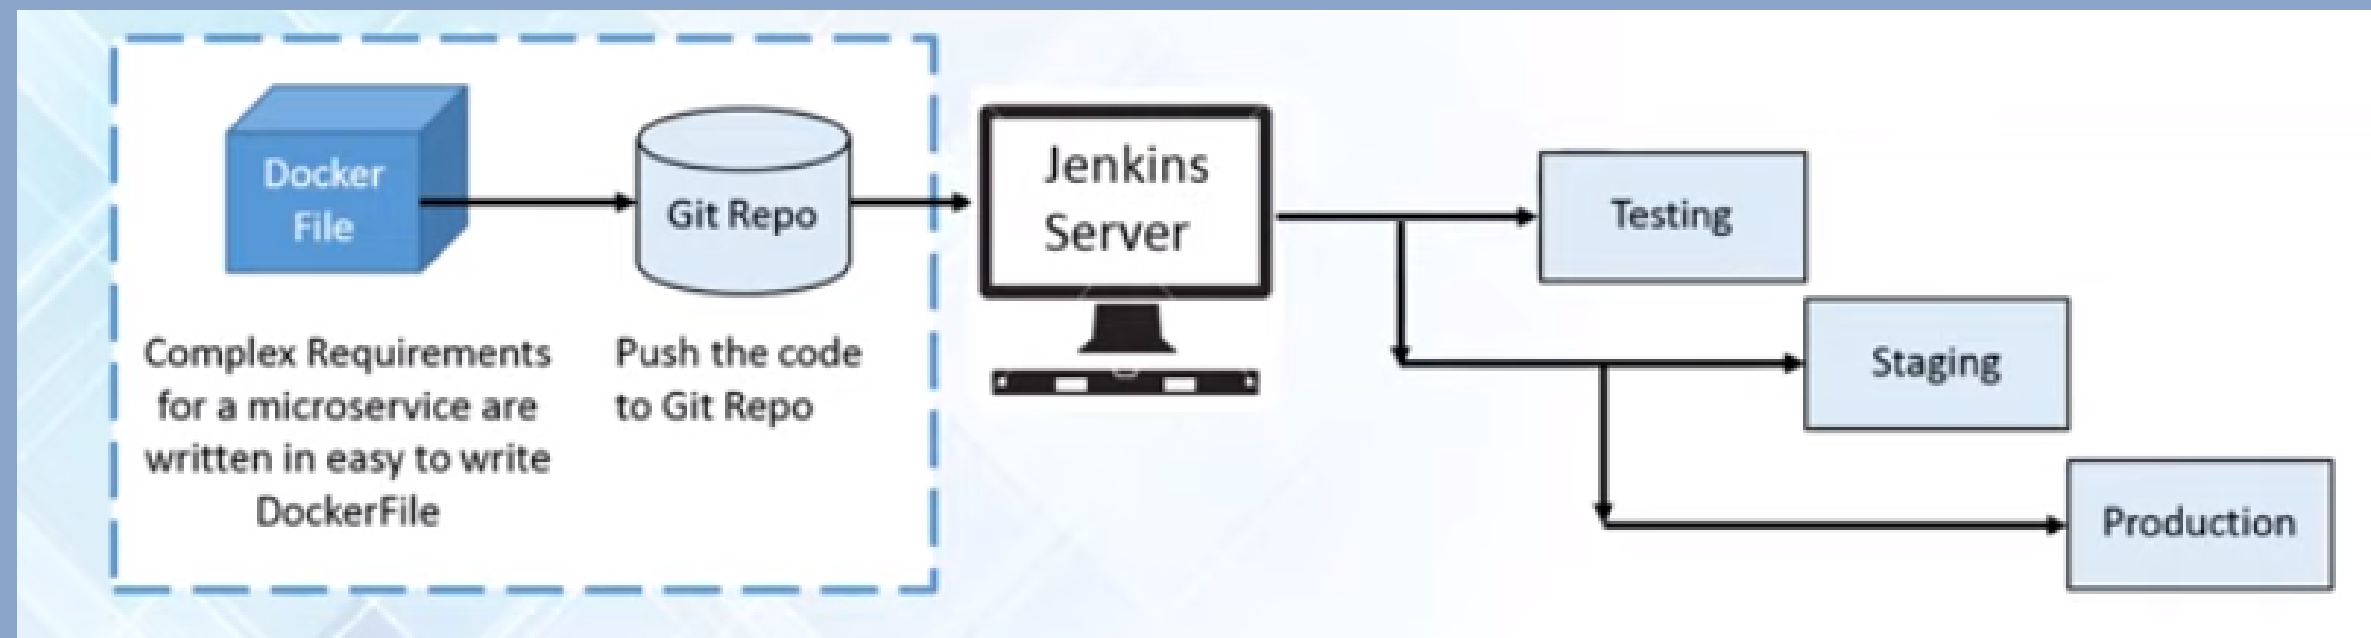 Docker
File
Git Repo
Jenkins
Server
Testing
Staging
Production
Complex Requirements
for a microservice are
written in easy to write
DockerFile
Push the code
to Git Repo